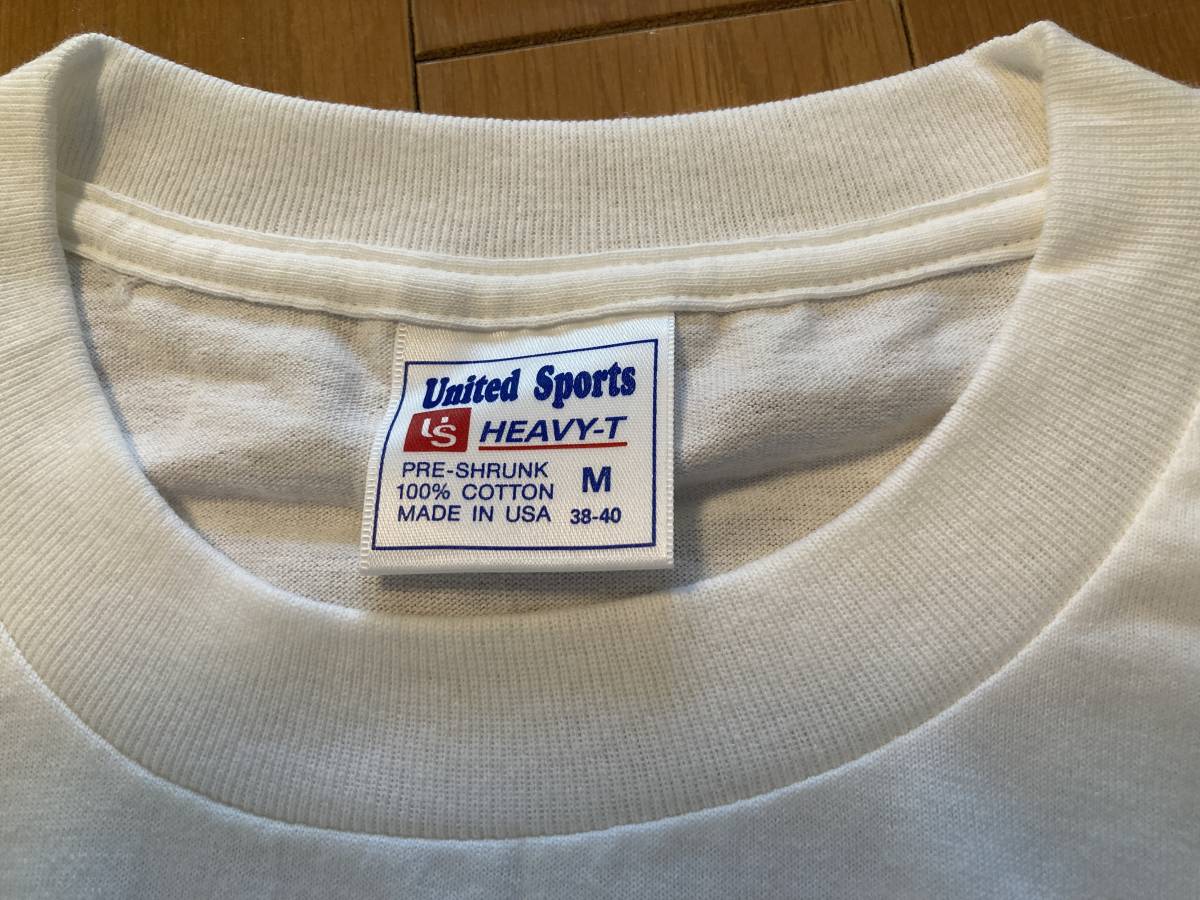 United Sports
US HEAVY-T
PRE-SHRUNK
100% COTTON M
MADE IN USA 38-40